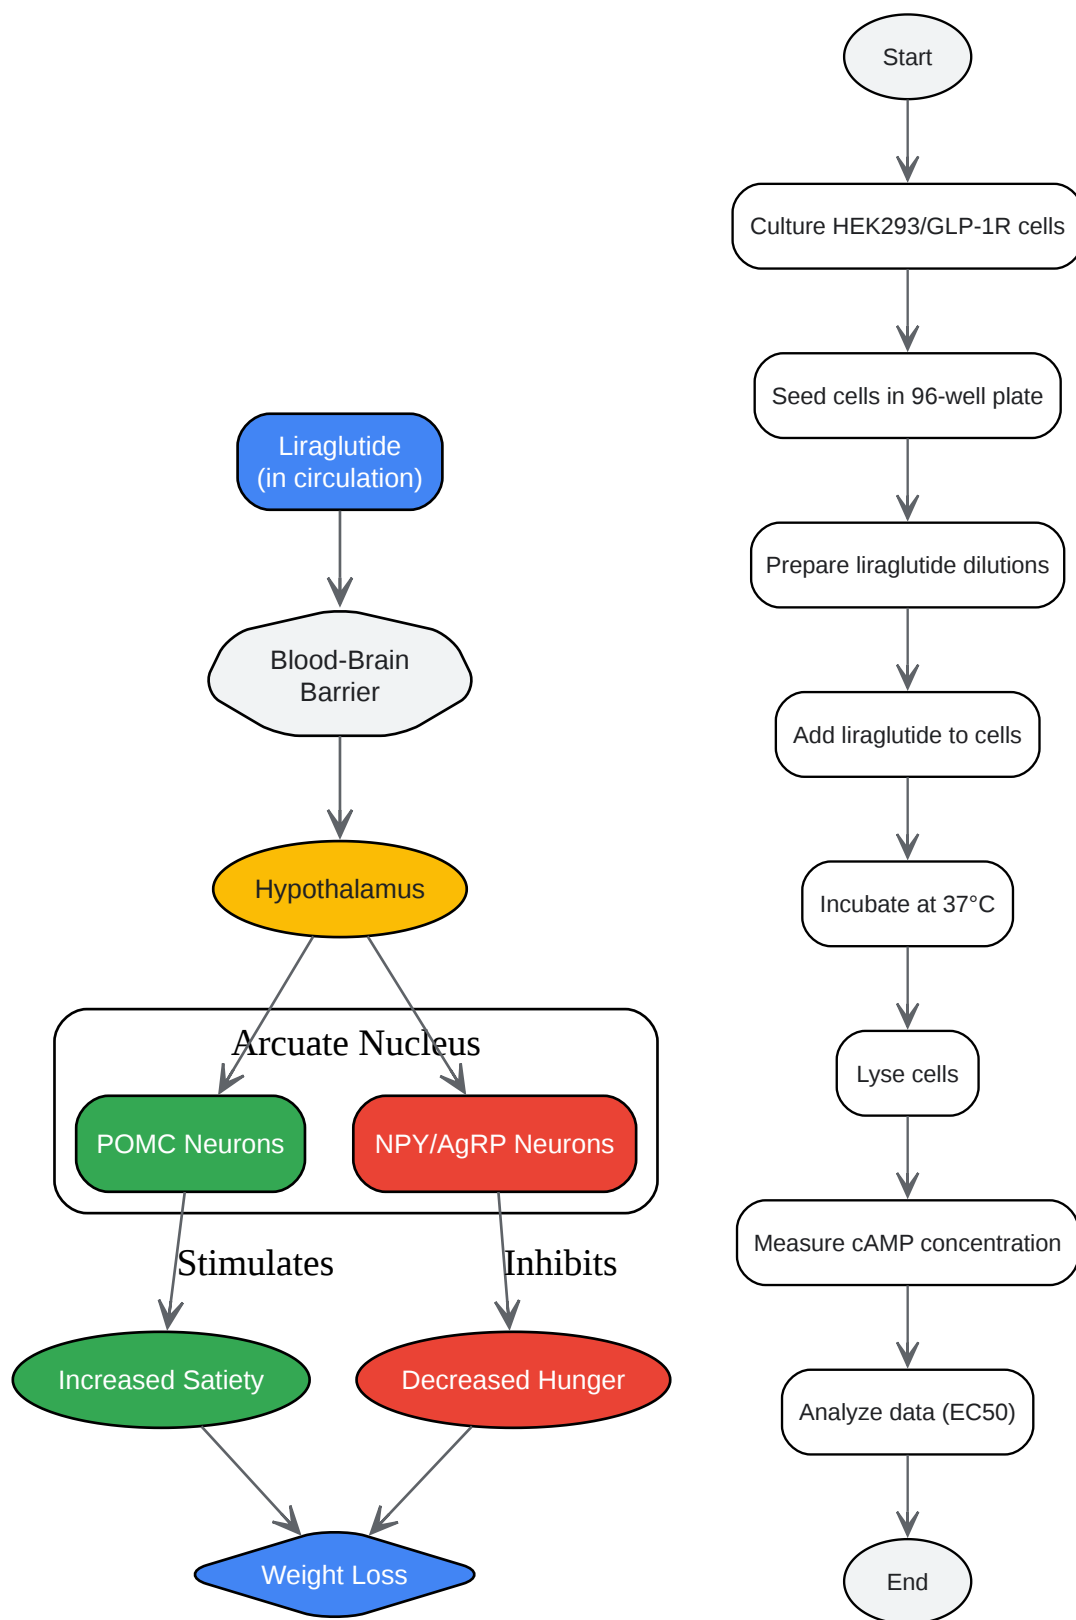 Liraglutide
(in circulation)
Blood-Brain
Barrier
Hypothalamus
Arcuate Nucleus
POMC Neurons
NPY/AgRP Neurons
Stimulates
Inhibits
Increased Satiety
Decreased Hunger
Weight Loss
Start
Culture HEK293/GLP-1R cells
Seed cells in 96-well plate
Prepare liraglutide dilutions
Add liraglutide to cells
Incubate at 37°C
Lyse cells
Measure cAMP concentration
Analyze data (EC50)
End